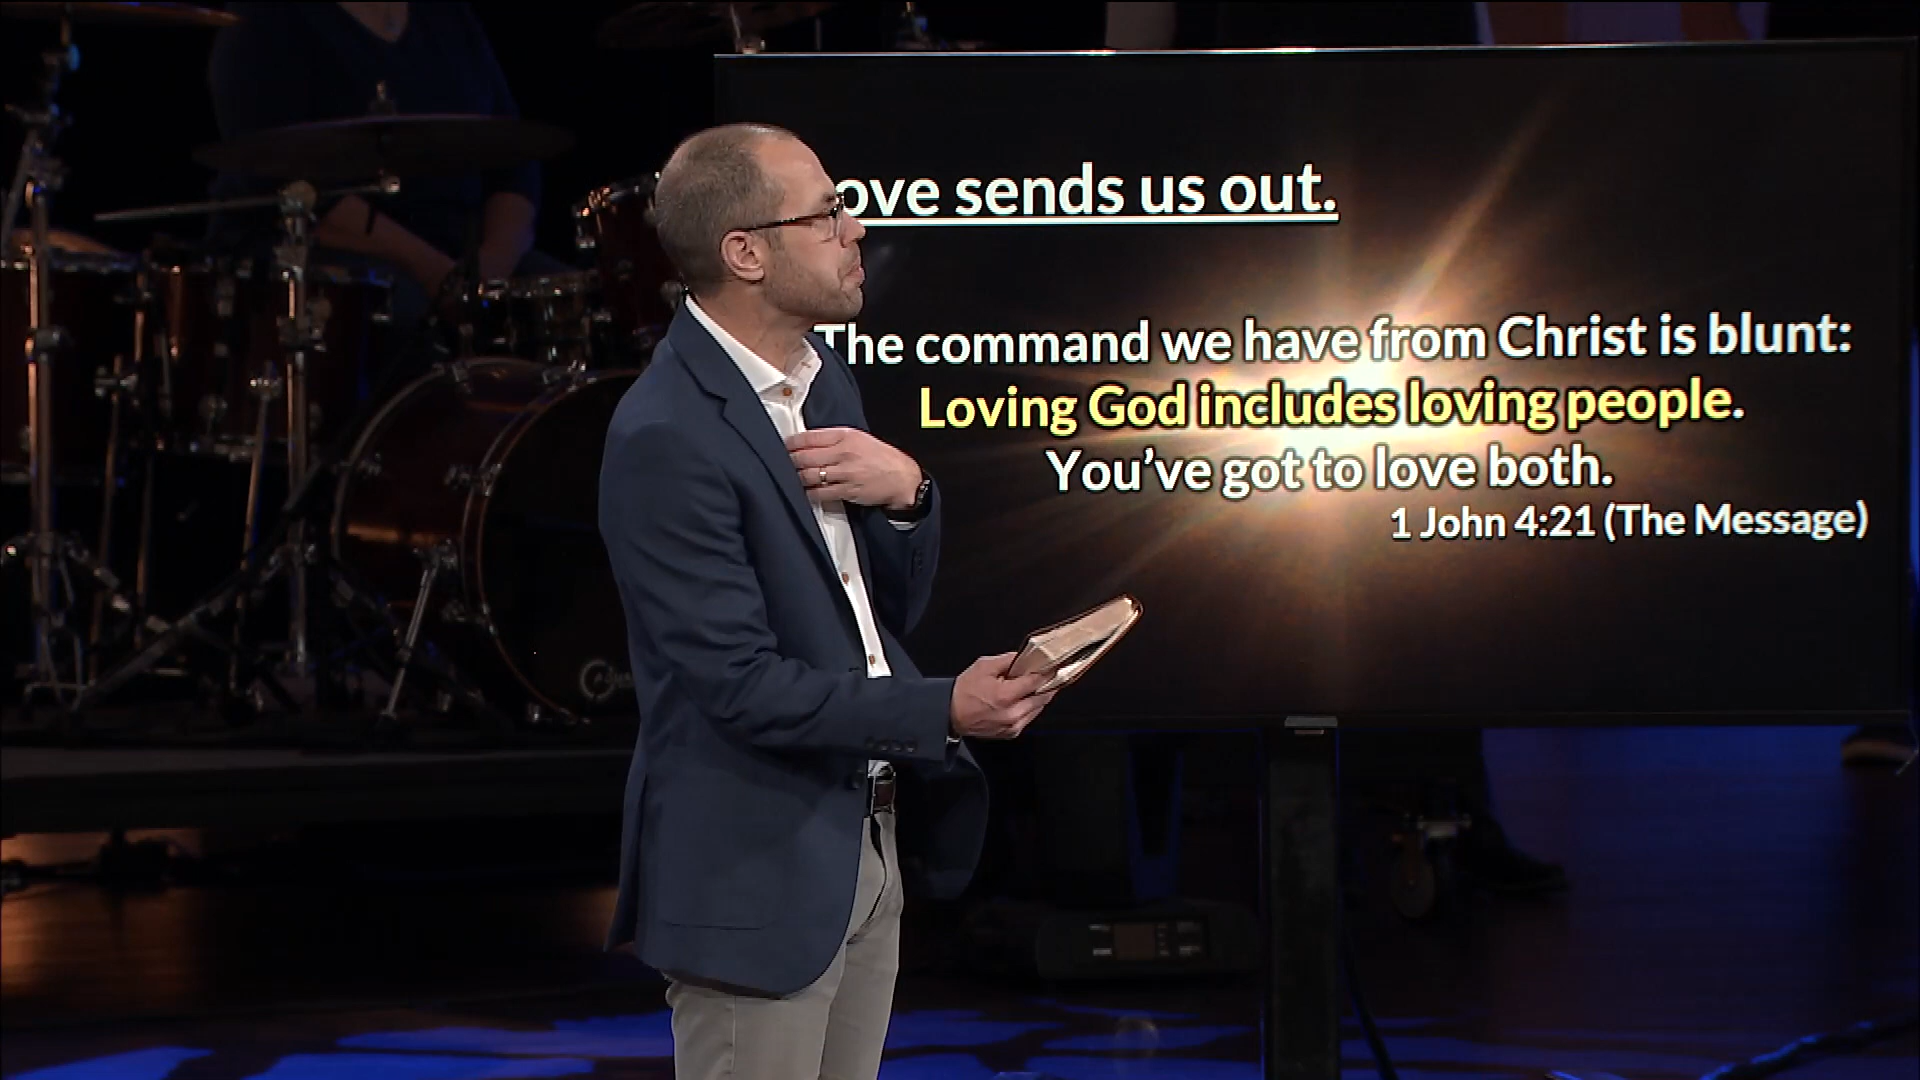 ove sends us out.
The command we have from Christ is blunt:
Loving God includes loving people.
You've got to love both.
1 John 4:21 (The Message)